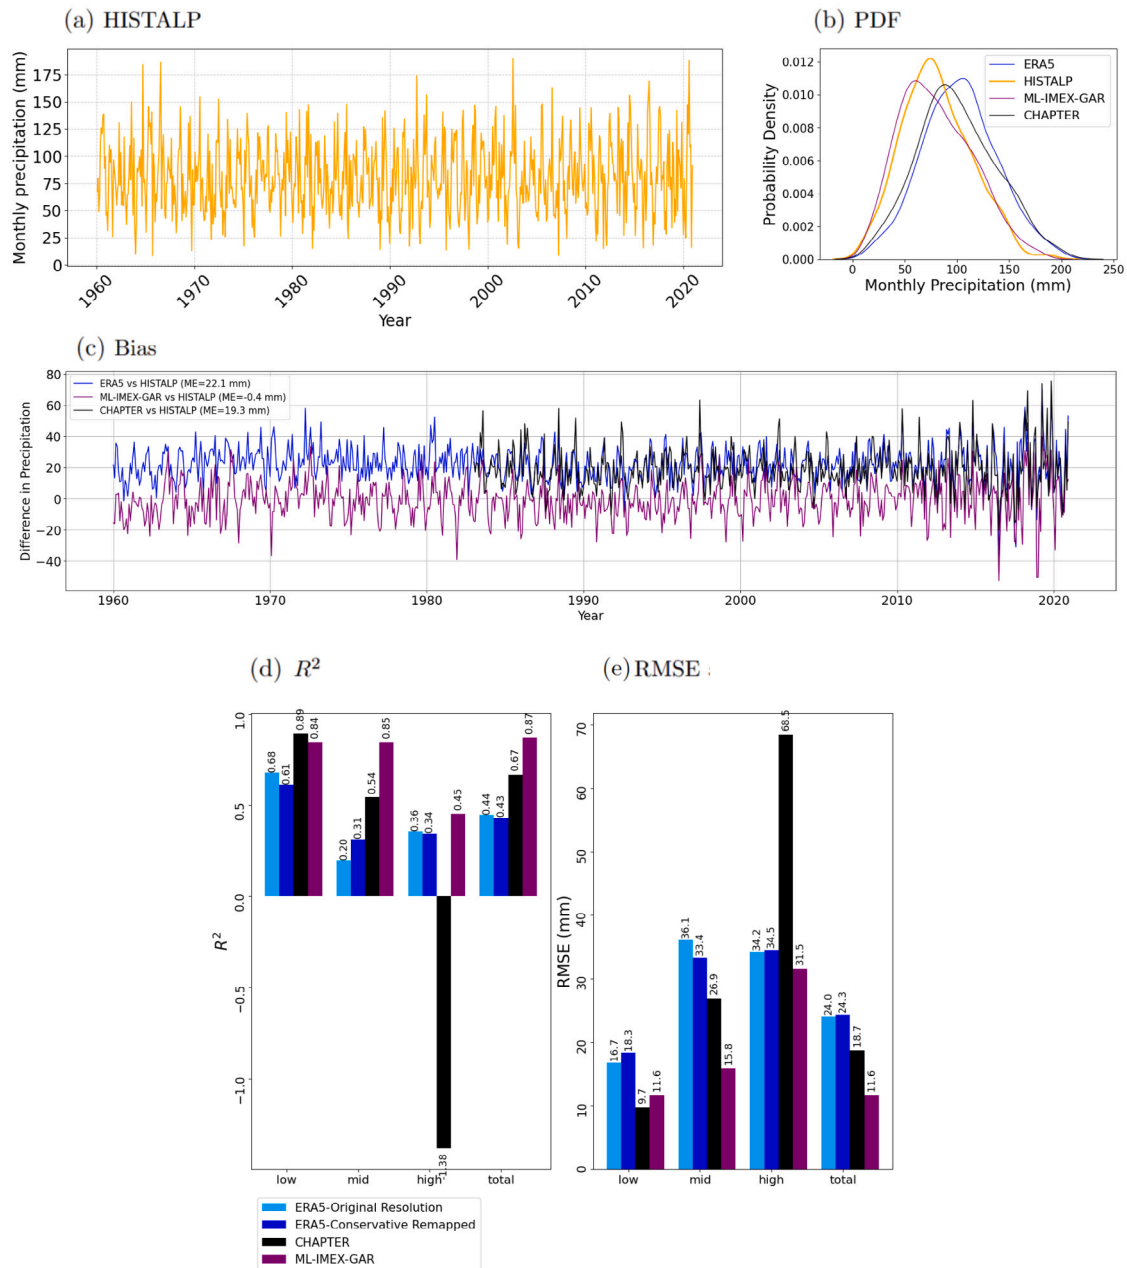 (a) HISTALP
(b) PDF
Monthly precipitation (mm)
175
150
125
100
75
50
25
0
1960
1970
1980
1990
2000
2010
2020
Year
Probability Density
0.012
0.010
0.008
0.006
0.004
0.002
0.000
ERA5
HISTALP
ML-IMEX-GAR
CHAPTER
0
50
100
150
200
250
Monthly Precipitation (mm)
(c) Bias
Difference in Precipitation
80
60
40
20
0
−20
−40
ERA5 vs HISTALP (ME=22.1 mm)
ML-IMEX-GAR vs HISTALP (ME=-0.4 mm)
CHAPTER vs HISTALP (ME=19.3 mm)
1960
1970
1980
1990
2000
2010
2020
Year
(d) R²
(e) RMSE
R²
1.0
0.5
0.0
−0.5
−1.0
0.68
0.61
0.89
0.84
0.20
0.31
0.54
0.85
0.36
0.34
-1.38
0.45
0.44
0.43
0.67
0.87
low
mid
high
total
RMSE (mm)
70
60
50
40
30
20
10
0
16.7
18.3
9.7
11.6
36.1
33.4
26.9
15.8
34.2
34.5
68.5
31.5
24.0
24.3
18.7
11.6
low
mid
high
total
ERA5-Original Resolution
ERA5-Conservative Remapped
CHAPTER
ML-IMEX-GAR